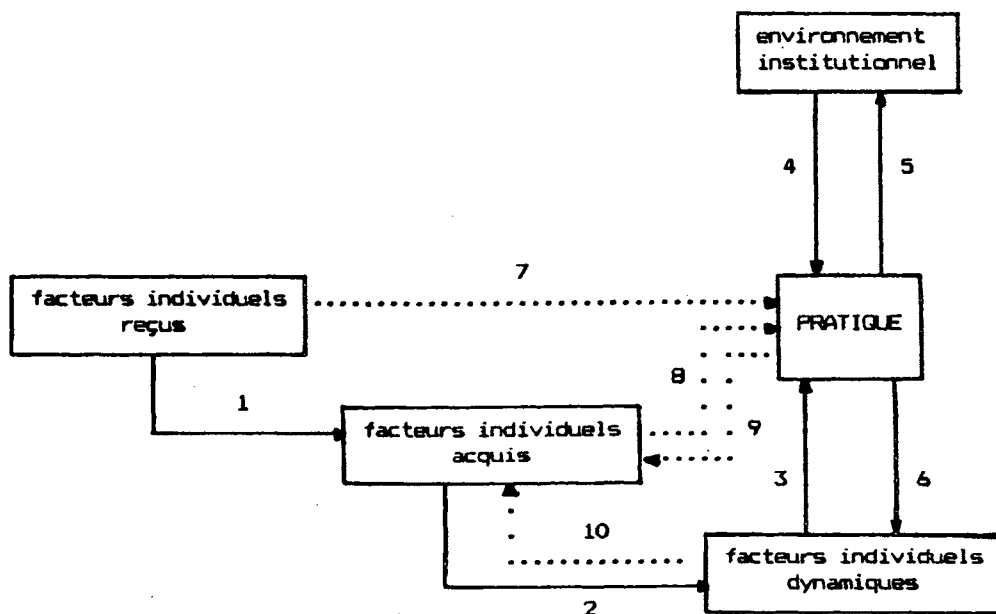 environnement
institutionnel
4
5
7
facteurs individuels
reçus
PRATIQUE
8
1
facteurs individuels
acquis
9
3
6
10
facteurs individuels
dynamiques
2